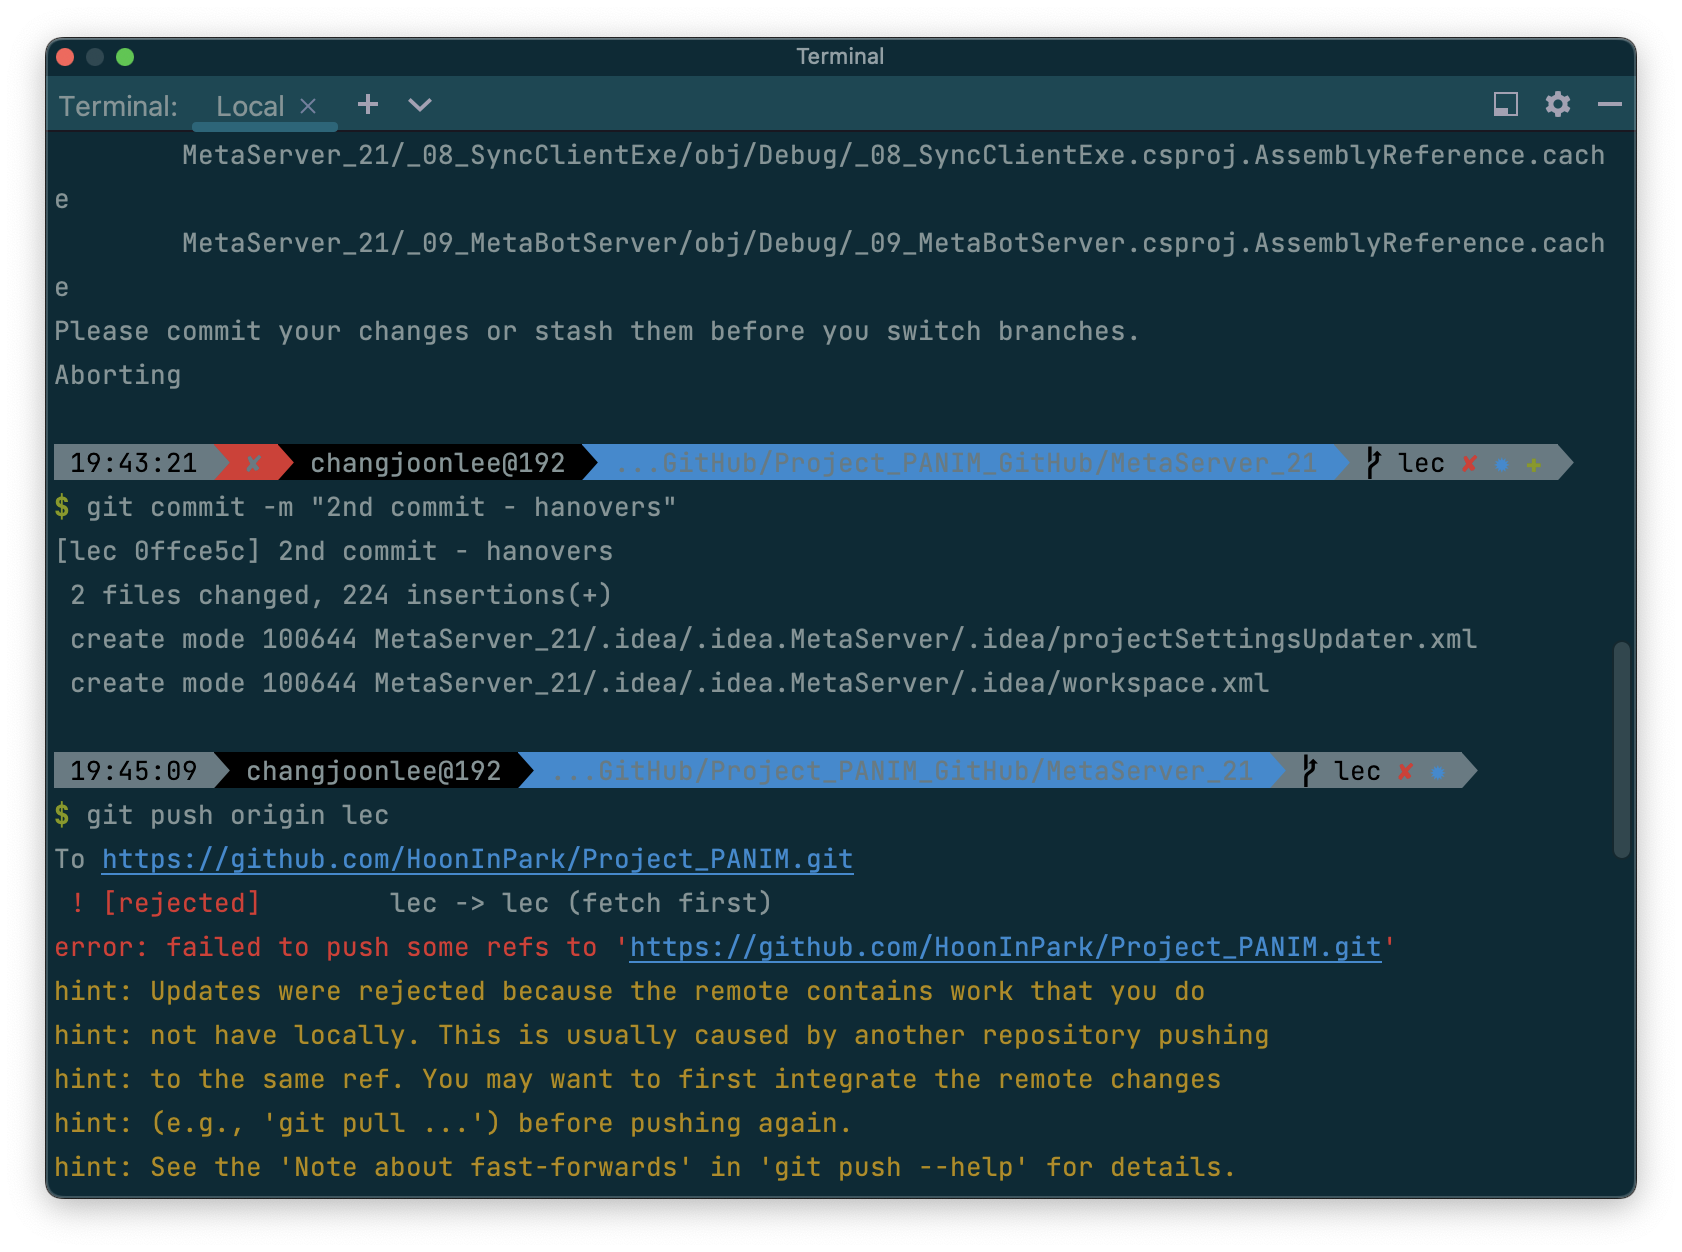 Terminal
Terminal: Local × +
MetaServer_21/_08_SyncClientExe/obj/Debug/_08_SyncClientExe.csproj.AssemblyReference.cach
e
MetaServer_21/_09_MetaBotServer/obj/Debug/_09_MetaBotServer.csproj.AssemblyReference.cach
e
Please commit your changes or stash them before you switch branches.
Aborting
19:43:21 ✘ changjoonlee@192 ...GitHub/Project_PANIM_GitHub/MetaServer_21 lec ✘ ● ✚
$ git commit -m "2nd commit - hanovers"
[lec 0ffce5c] 2nd commit - hanovers
2 files changed, 224 insertions(+)
create mode 100644 MetaServer_21/.idea/.idea.MetaServer/.idea/projectSettingsUpdater.xml
create mode 100644 MetaServer_21/.idea/.idea.MetaServer/.idea/workspace.xml
19:45:09 changjoonlee@192 ...GitHub/Project_PANIM_GitHub/MetaServer_21 lec ✘ ●
$ git push origin lec
To https://github.com/HoonInPark/Project_PANIM.git
! [rejected] lec -> lec (fetch first)
error: failed to push some refs to 'https://github.com/HoonInPark/Project_PANIM.git'
hint: Updates were rejected because the remote contains work that you do
hint: not have locally. This is usually caused by another repository pushing
hint: to the same ref. You may want to first integrate the remote changes
hint: (e.g., 'git pull ...') before pushing again.
hint: See the 'Note about fast-forwards' in 'git push --help' for details.